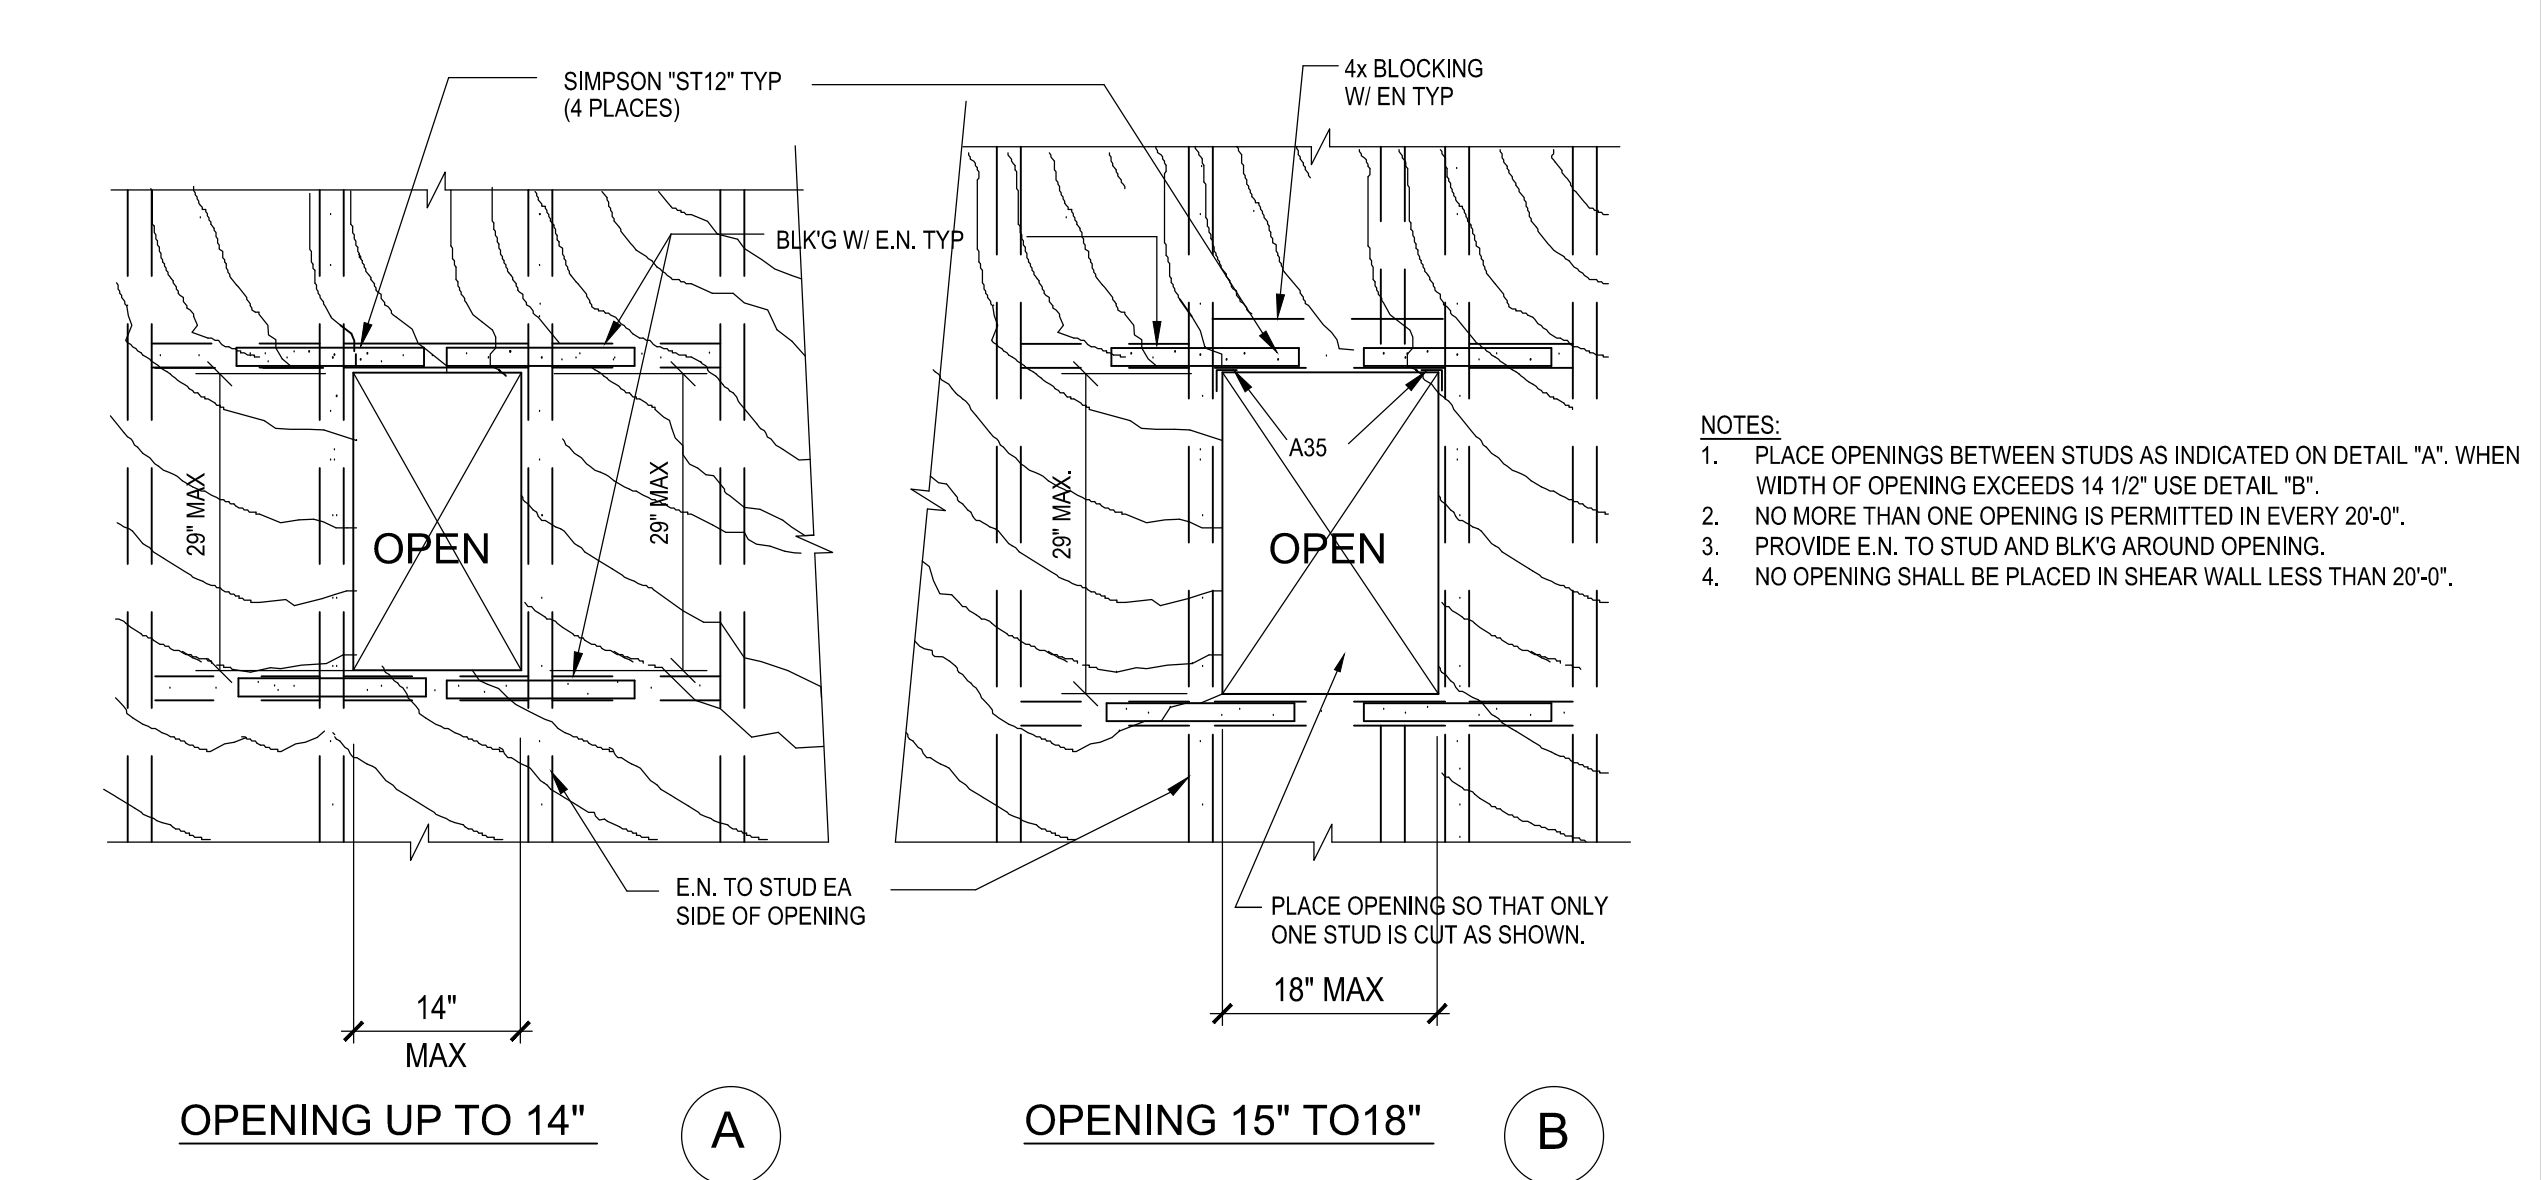 SIMPSON "ST12" TYP
(4 PLACES)
4x BLOCKING
W/ EN TYP
BLK'G W/ E.N. TYP
29" MAX
29" MAX
29" MAX.
OPEN
OPEN
A35
E.N. TO STUD EA
SIDE OF OPENING
PLACE OPENING SO THAT ONLY
ONE STUD IS CUT AS SHOWN.
14"
MAX
18" MAX
OPENING UP TO 14"
A
OPENING 15" TO18"
B
NOTES:
1. PLACE OPENINGS BETWEEN STUDS AS INDICATED ON DETAIL "A". WHEN
WIDTH OF OPENING EXCEEDS 14 1/2" USE DETAIL "B".
2. NO MORE THAN ONE OPENING IS PERMITTED IN EVERY 20'-0".
3. PROVIDE E.N. TO STUD AND BLK'G AROUND OPENING.
4. NO OPENING SHALL BE PLACED IN SHEAR WALL LESS THAN 20'-0".